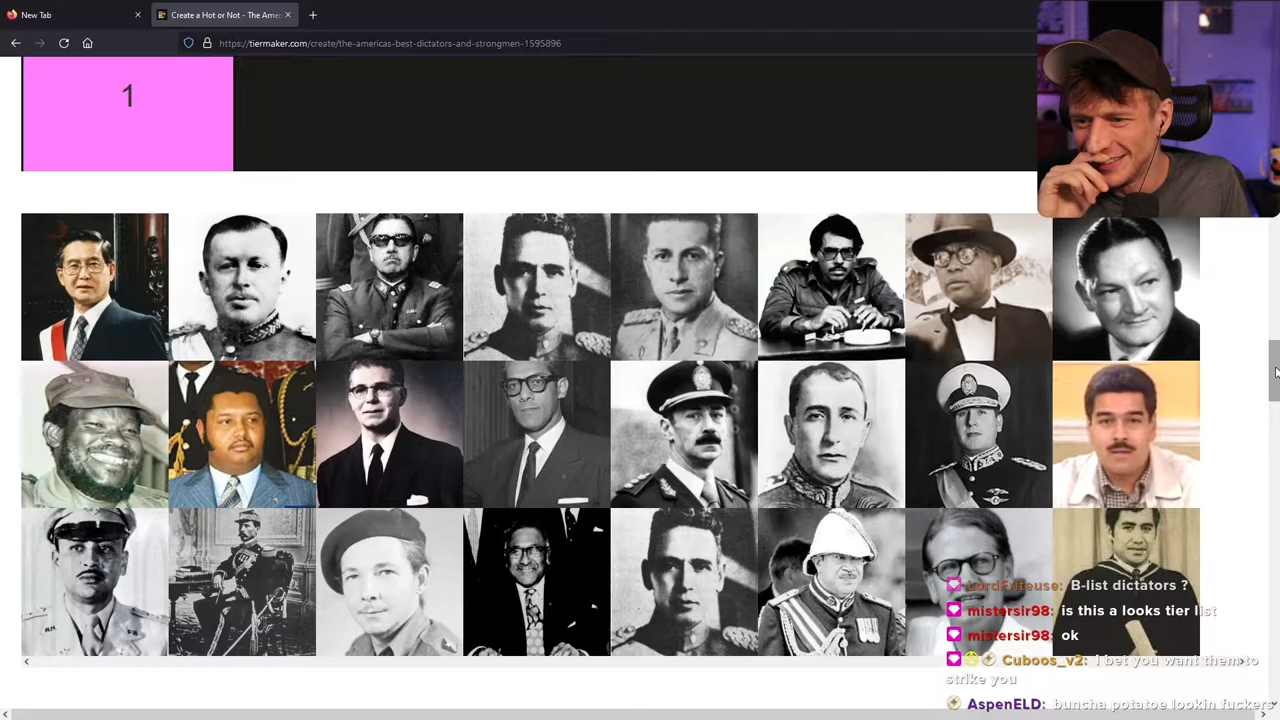 New Tab
Create a Hot or Not - The Ame
https://tiermaker.com/create/the-americas-best-dictators-and-strongmen-1595896
1
LordFriteuse: B-list dictators ?
mistersir98: is this a looks tier list
mistersir98: ok
Cuboos_v2: I bet you want them to
strike you
AspenELD: buncha potatoe lookin fuckers